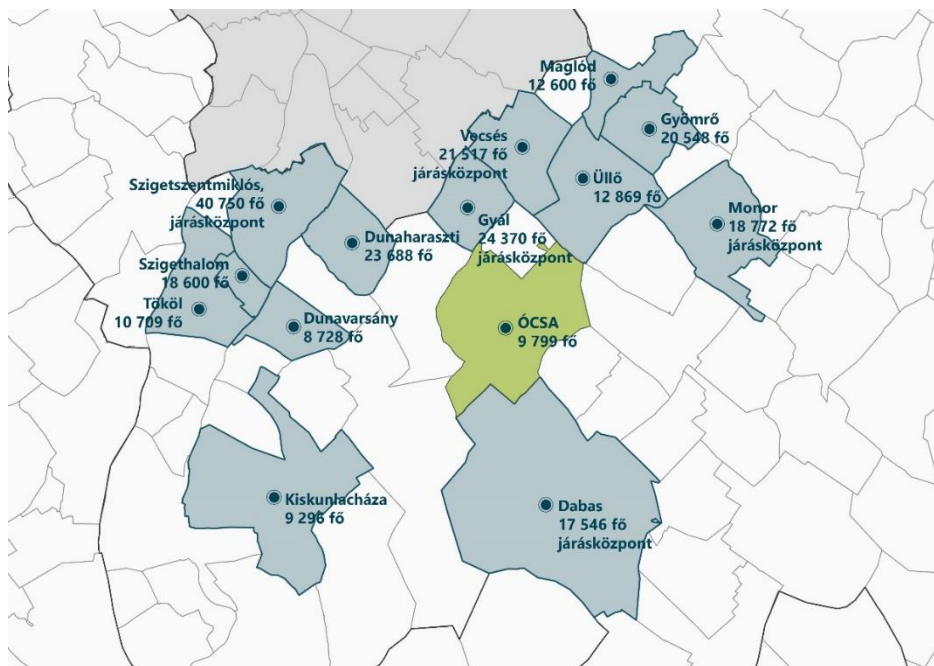 Maglód
12 600 fő
Gyömrő
20 548 fő
Vecsés
21 517 fő
járásközpont
Üllő
12 869 fő
Szigetszentmiklós,
40 750 fő
járásközpont
Monor
18 772 fő
járásközpont
Gyál
24 370 fő
járásközpont
Dunaharaszti
23 688 fő
Szigethalom
18 600 fő
Tököl
10 709 fő
Dunavarsány
8 728 fő
ÓCSA
9 799 fő
Kiskunlacháza
9 296 fő
Dabas
17 546 fő
járásközpont